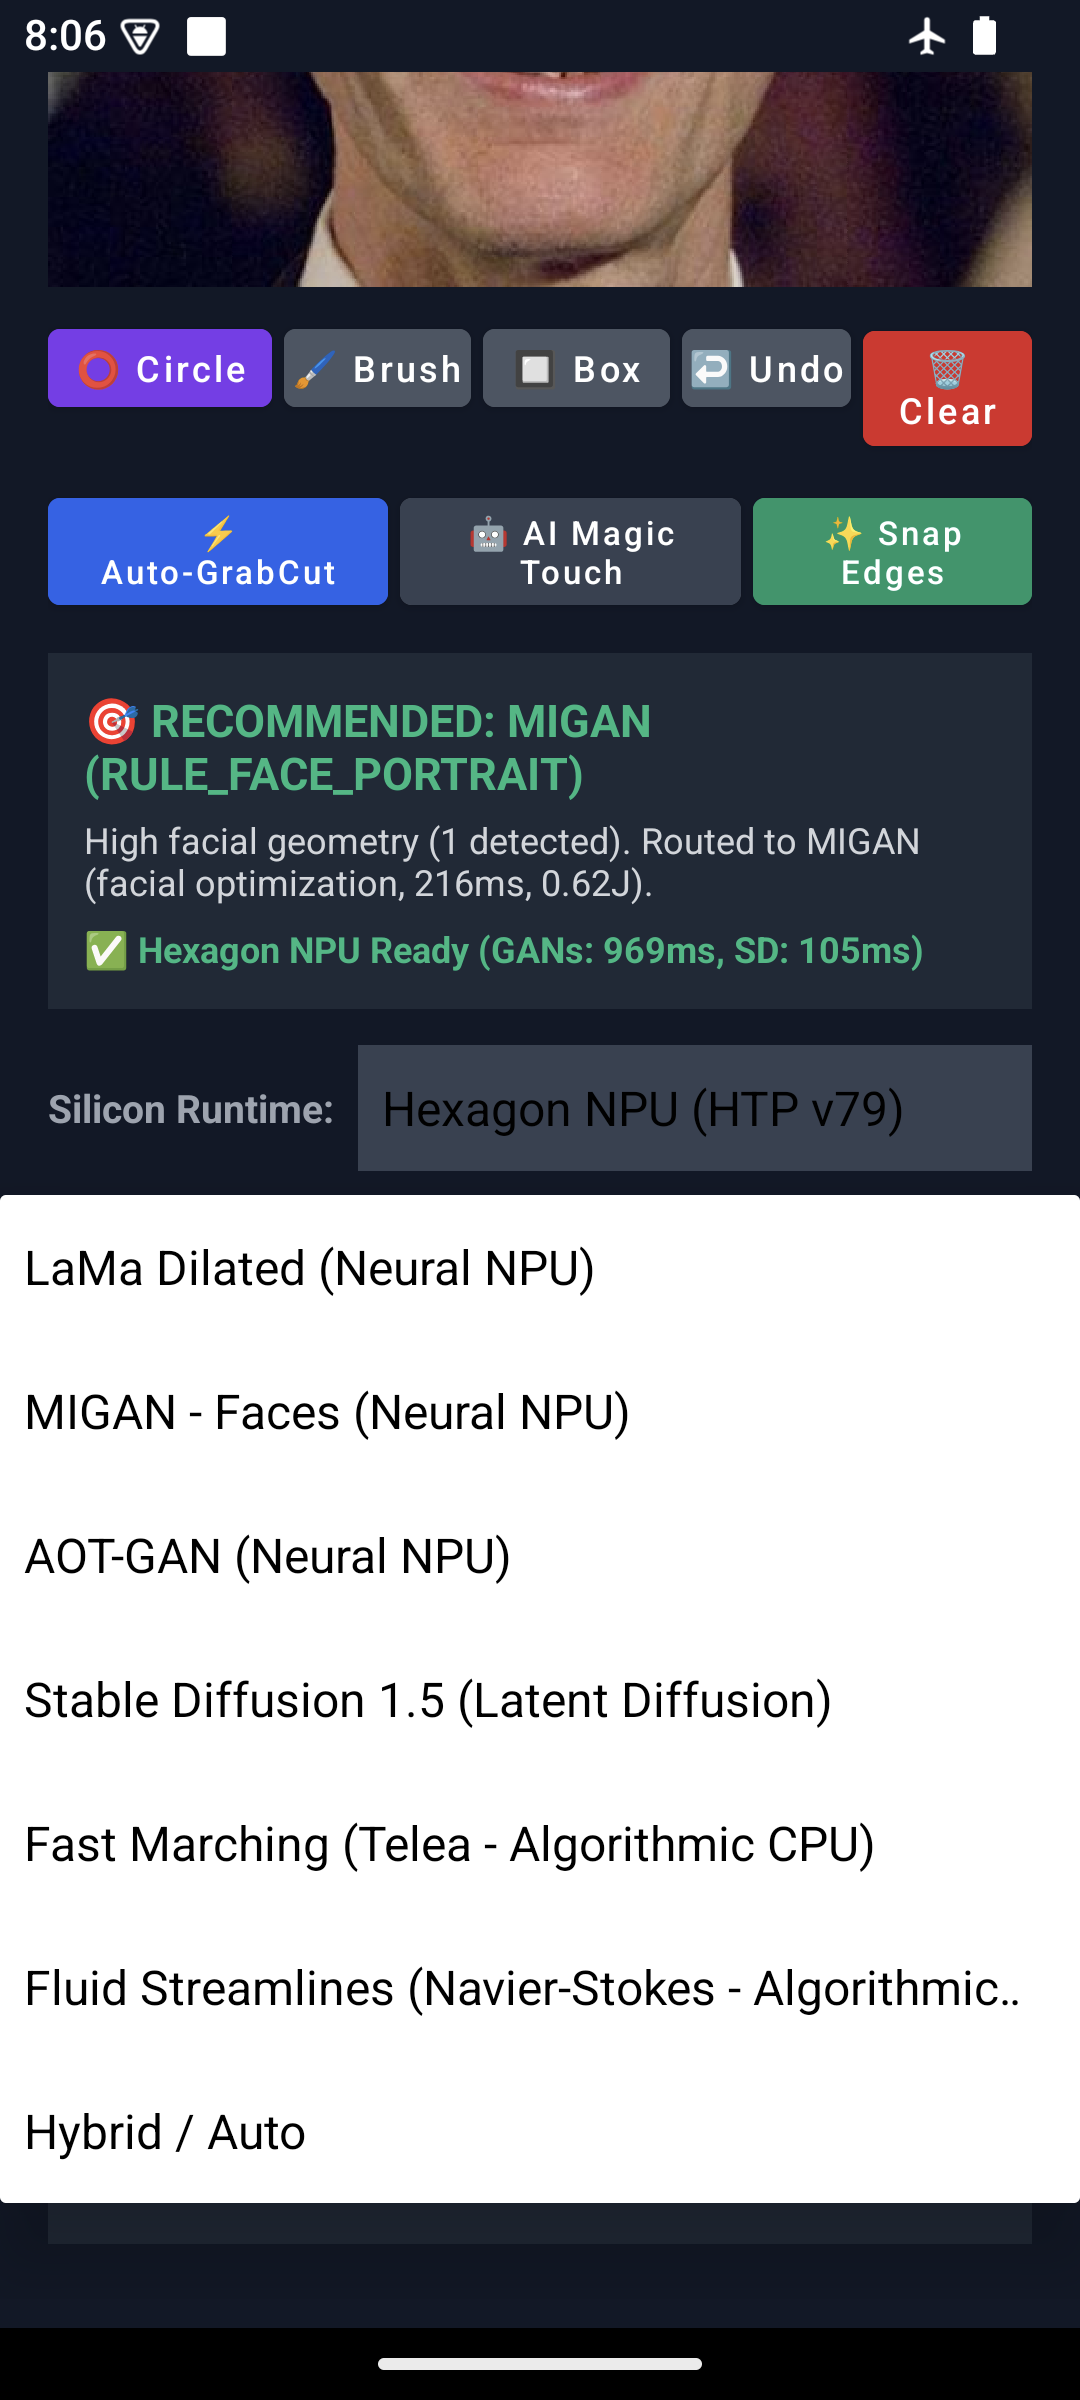 8:06
⭕ Circle
🖌️ Brush
🔲 Box
↩️ Undo
🗑️
Clear
⚡
Auto-GrabCut
🤖 AI Magic
Touch
✨ Snap
Edges
🎯 RECOMMENDED: MIGAN
(RULE_FACE_PORTRAIT)
High facial geometry (1 detected). Routed to MIGAN
(facial optimization, 216ms, 0.62J).
✅ Hexagon NPU Ready (GANs: 969ms, SD: 105ms)
Silicon Runtime:
Hexagon NPU (HTP v79)
LaMa Dilated (Neural NPU)
MIGAN - Faces (Neural NPU)
AOT-GAN (Neural NPU)
Stable Diffusion 1.5 (Latent Diffusion)
Fast Marching (Telea - Algorithmic CPU)
Fluid Streamlines (Navier-Stokes - Algorithmic..
Hybrid / Auto